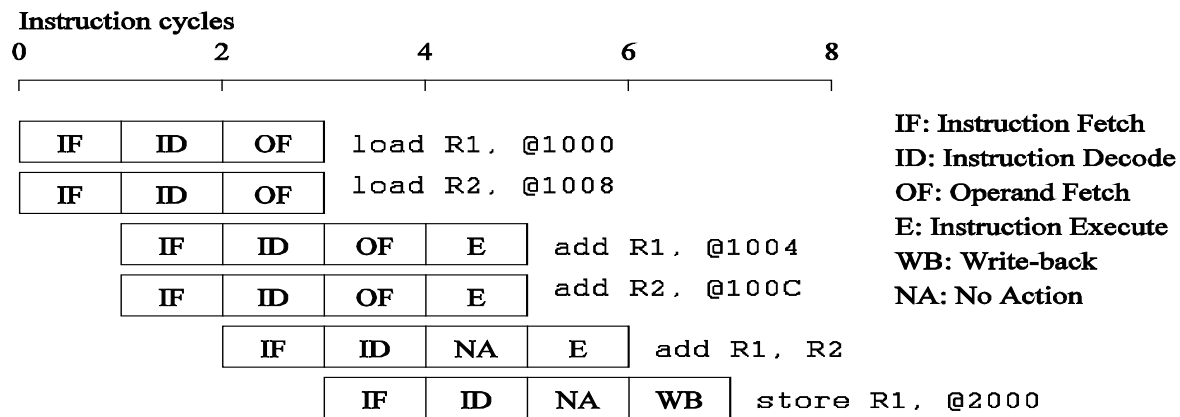 Instruction cycles
0 2 4 6 8
IF ID OF load R1, @1000
IF ID OF load R2, @1008
IF ID OF E add R1, @1004
IF ID OF E add R2, @100C
IF ID NA E add R1, R2
IF ID NA WB store R1, @2000
IF: Instruction Fetch
ID: Instruction Decode
OF: Operand Fetch
E: Instruction Execute
WB: Write-back
NA: No Action